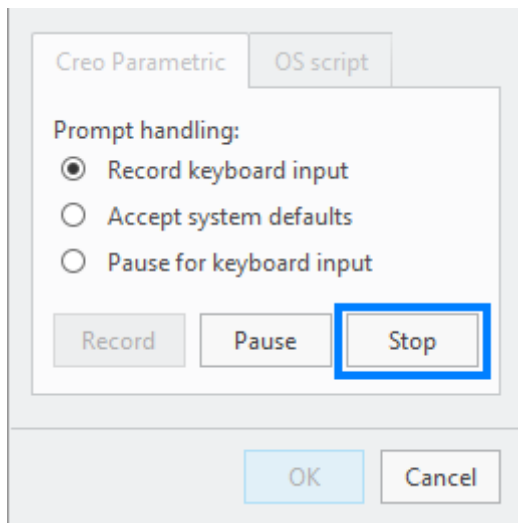 Creo Parametric OS script
Prompt handling:
Record keyboard input
Accept system defaults
Pause for keyboard input
Record Pause Stop
OK Cancel